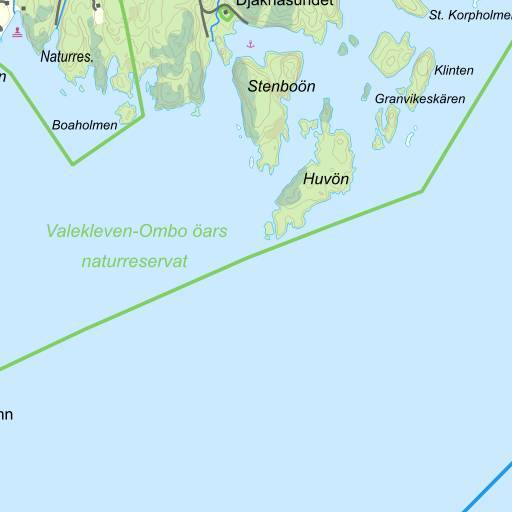 Djäknasundet
St. Korpholmen
Naturres.
Klinten
Stenboön
Granvikeskären
Boaholmen
Huvön
Valekleven-Ombo öars
naturreservat